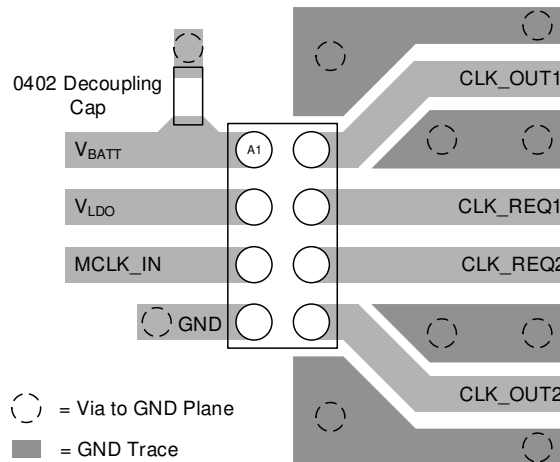 0402 Decoupling
Cap
CLK_OUT1
VBATT
A1
VLDO
CLK_REQ1
MCLK_IN
CLK_REQ2
GND
CLK_OUT2
= Via to GND Plane
= GND Trace